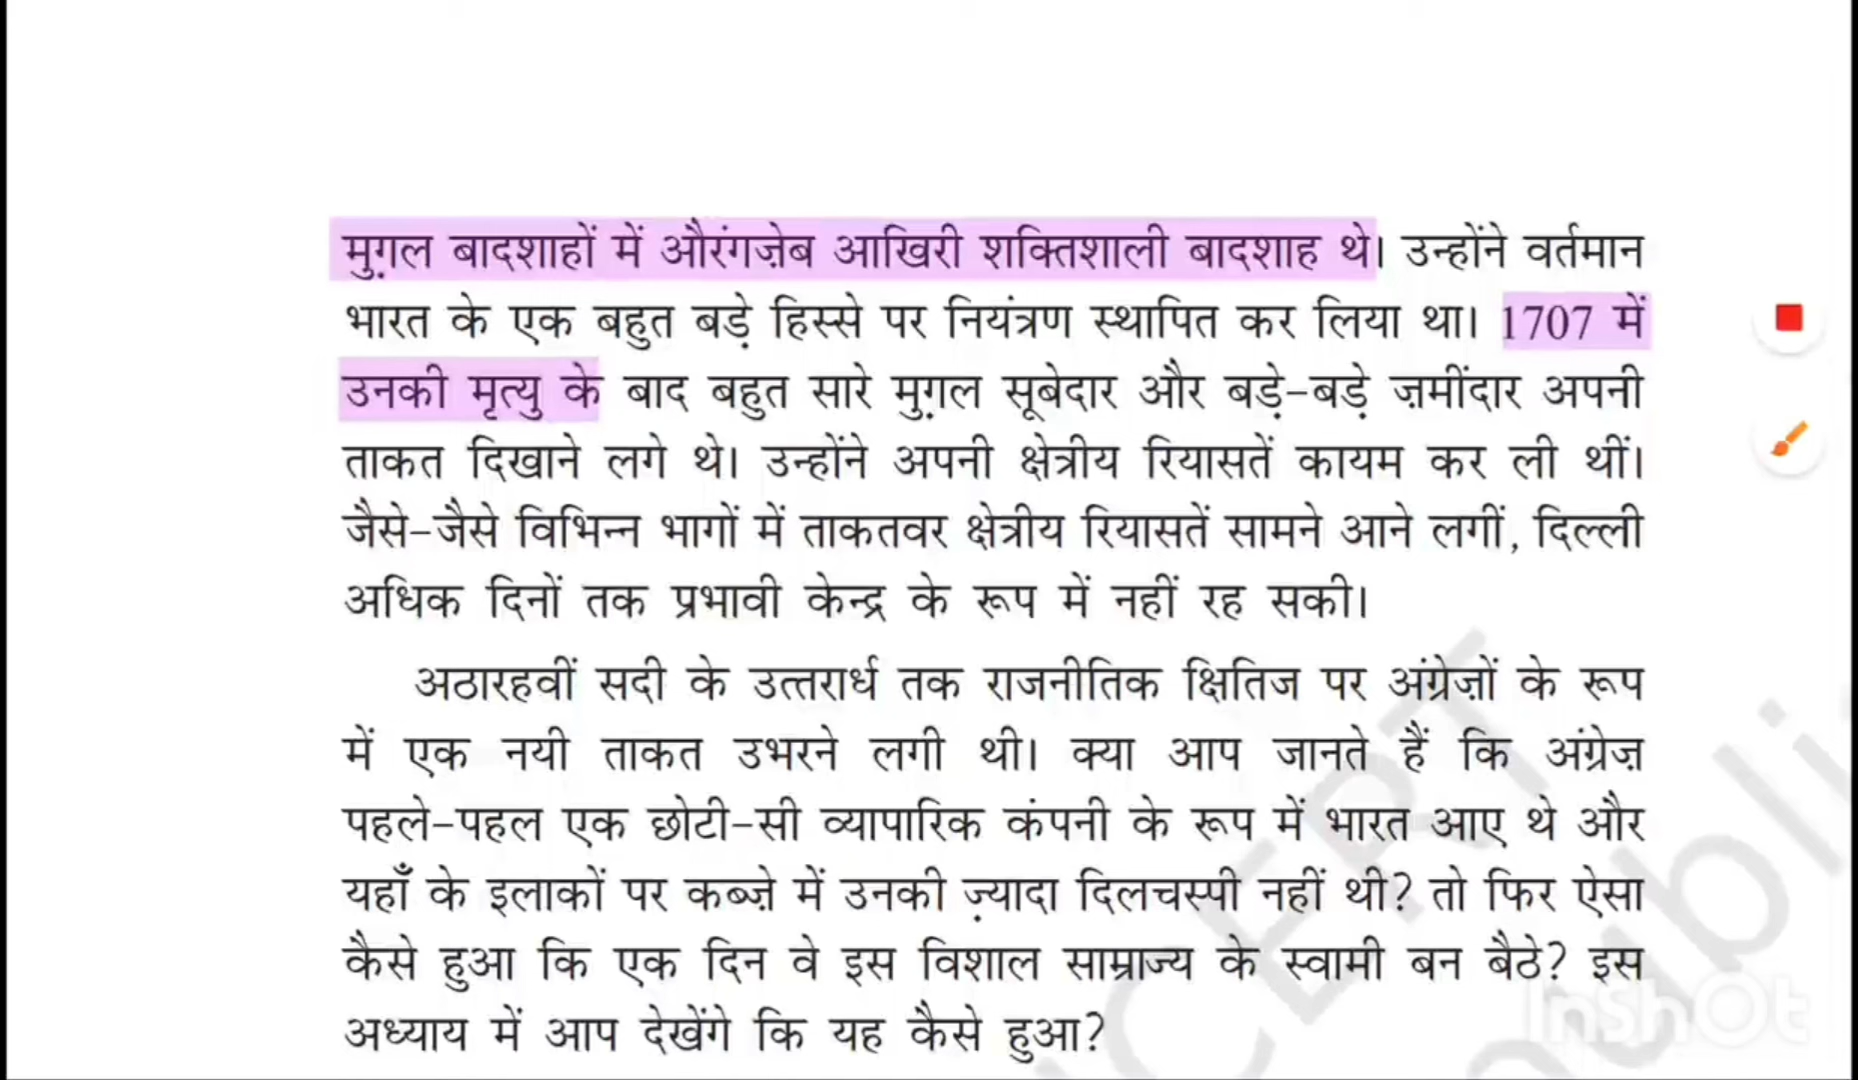 मुग़ल बादशाहों में औरंगज़ेब आखिरी शक्तिशाली बादशाह थे। उन्होंने वर्तमान
भारत के एक बहुत बड़े हिस्से पर नियंत्रण स्थापित कर लिया था। 1707 में
उनकी मृत्यु के बाद बहुत सारे मुग़ल सूबेदार और बड़े-बड़े ज़मींदार अपनी
ताकत दिखाने लगे थे। उन्होंने अपनी क्षेत्रीय रियासतें कायम कर ली थीं।
जैसे-जैसे विभिन्न भागों में ताकतवर क्षेत्रीय रियासतें सामने आने लगीं, दिल्ली
अधिक दिनों तक प्रभावी केन्द्र के रूप में नहीं रह सकी।
अठारहवीं सदी के उत्तरार्ध तक राजनीतिक क्षितिज पर अंग्रेज़ों के रूप
में एक नयी ताकत उभरने लगी थी। क्या आप जानते हैं कि अंग्रेज़
पहले-पहल एक छोटी-सी व्यापारिक कंपनी के रूप में भारत आए थे और
यहाँ के इलाकों पर कब्ज़े में उनकी ज़्यादा दिलचस्पी नहीं थी? तो फिर ऐसा
कैसे हुआ कि एक दिन वे इस विशाल साम्राज्य के स्वामी बन बैठे? इस
अध्याय में आप देखेंगे कि यह कैसे हुआ?
NCERT
InShOt